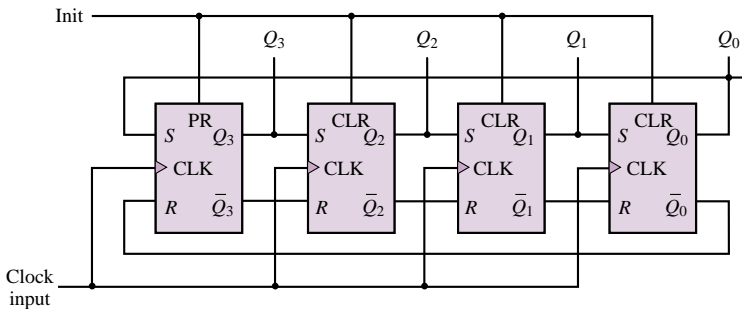 Init
Q3 Q2 Q1 Q0
PR CLR CLR CLR
S Q3 S Q2 S Q1 S Q0
CLK CLK CLK CLK
R Q̅3 R Q̅2 R Q̅1 R Q̅0
Clock
input